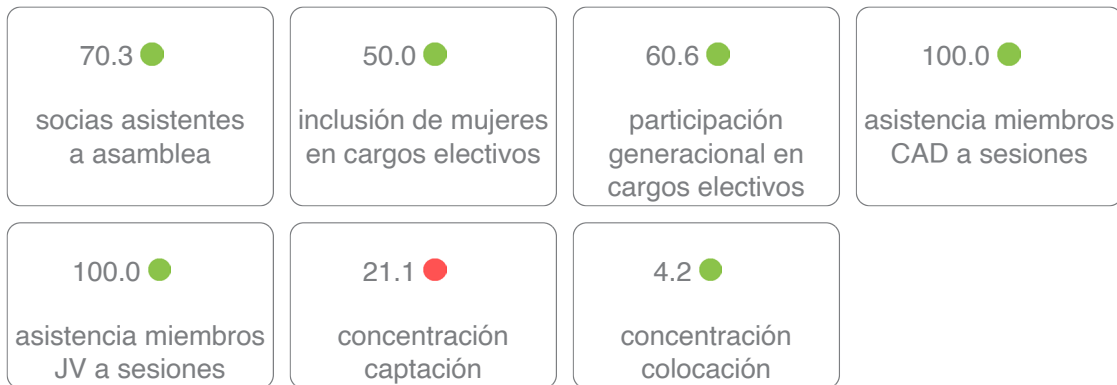 70.3
socias asistentes
a asamblea
50.0
inclusión de mujeres
en cargos electivos
60.6
participación
generacional en
cargos electivos
100.0
asistencia miembros
CAD a sesiones
100.0
asistencia miembros
JV a sesiones
21.1
concentración
captación
4.2
concentración
colocación